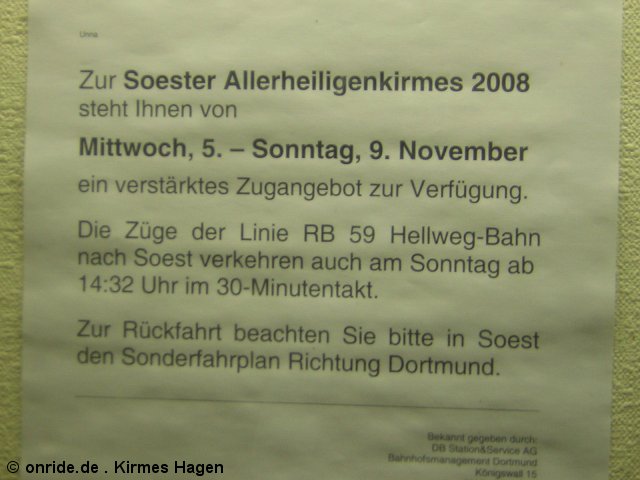 Unna
Zur Soester Allerheiligenkirmes 2008
steht Ihnen von
Mittwoch, 5. – Sonntag, 9. November
ein verstärktes Zugangebot zur Verfügung.
Die Züge der Linie RB 59 Hellweg-Bahn
nach Soest verkehren auch am Sonntag ab
14:32 Uhr im 30-Minutentakt.
Zur Rückfahrt beachten Sie bitte in Soest
den Sonderfahrplan Richtung Dortmund.
Bekannt gegeben durch:
DB Station&Service AG
Bahnhofsmanagement Dortmund
Königswall 15
© onride.de . Kirmes Hagen